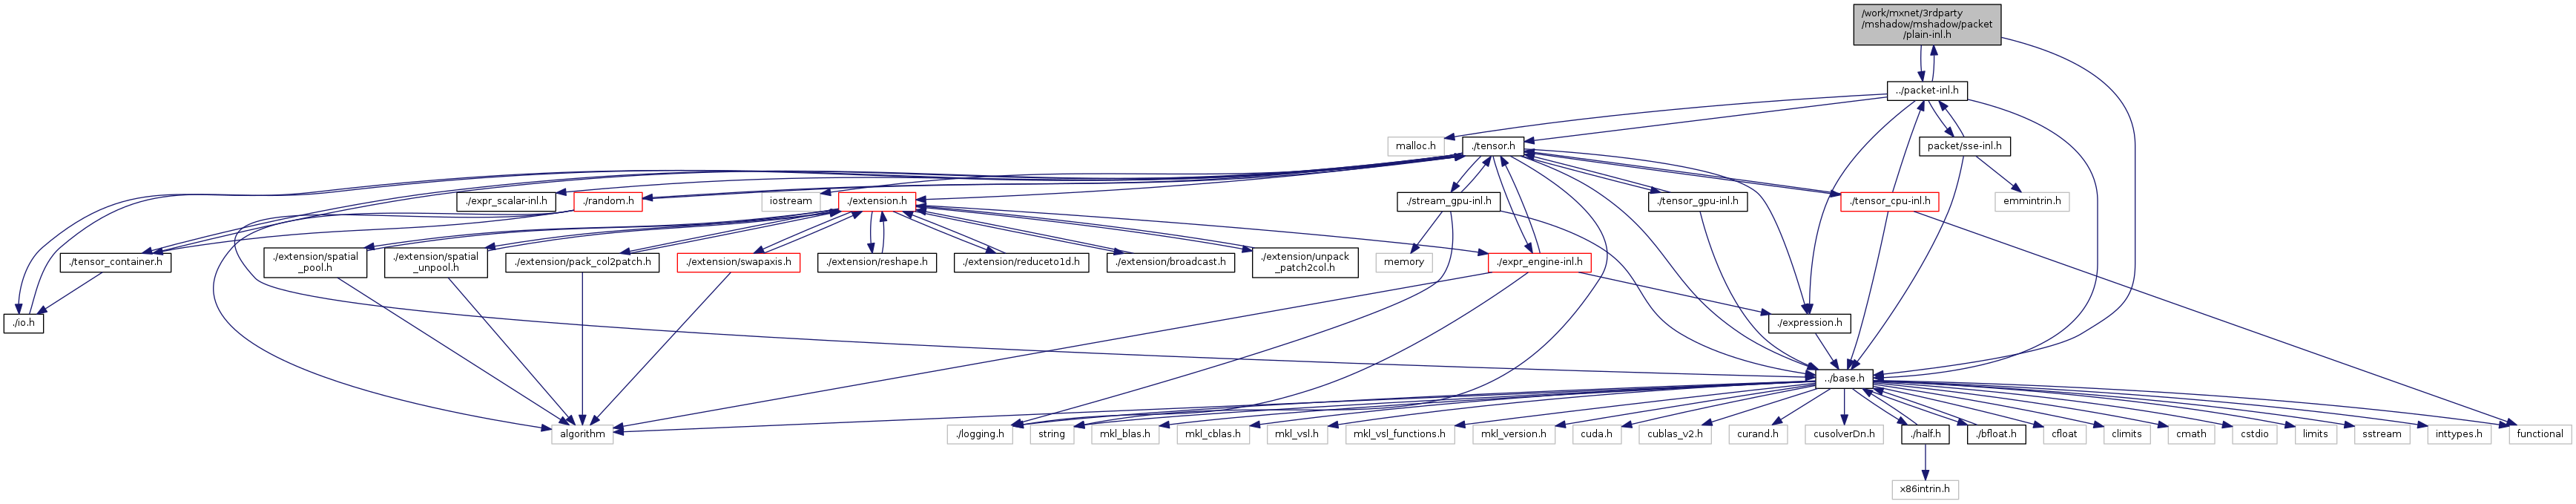 /work/mxnet/3rdparty
/mshadow/mshadow/packet
/plain-inl.h
../packet-inl.h
malloc.h
./tensor.h
packet/sse-inl.h
./expr_scalar-inl.h
./random.h
iostream
./extension.h
./stream_gpu-inl.h
./tensor_gpu-inl.h
./tensor_cpu-inl.h
emmintrin.h
./tensor_container.h
./extension/spatial
_pool.h
./extension/spatial
_unpool.h
./extension/pack_col2patch.h
./extension/swapaxis.h
./extension/reshape.h
./extension/reduceto1d.h
./extension/broadcast.h
./extension/unpack
_patch2col.h
memory
./expr_engine-inl.h
./io.h
./expression.h
../base.h
algorithm
./logging.h
string
mkl_blas.h
mkl_cblas.h
mkl_vsl.h
mkl_vsl_functions.h
mkl_version.h
cuda.h
cublas_v2.h
curand.h
cusolverDn.h
./half.h
./bfloat.h
cfloat
climits
cmath
cstdio
limits
sstream
inttypes.h
functional
x86intrin.h